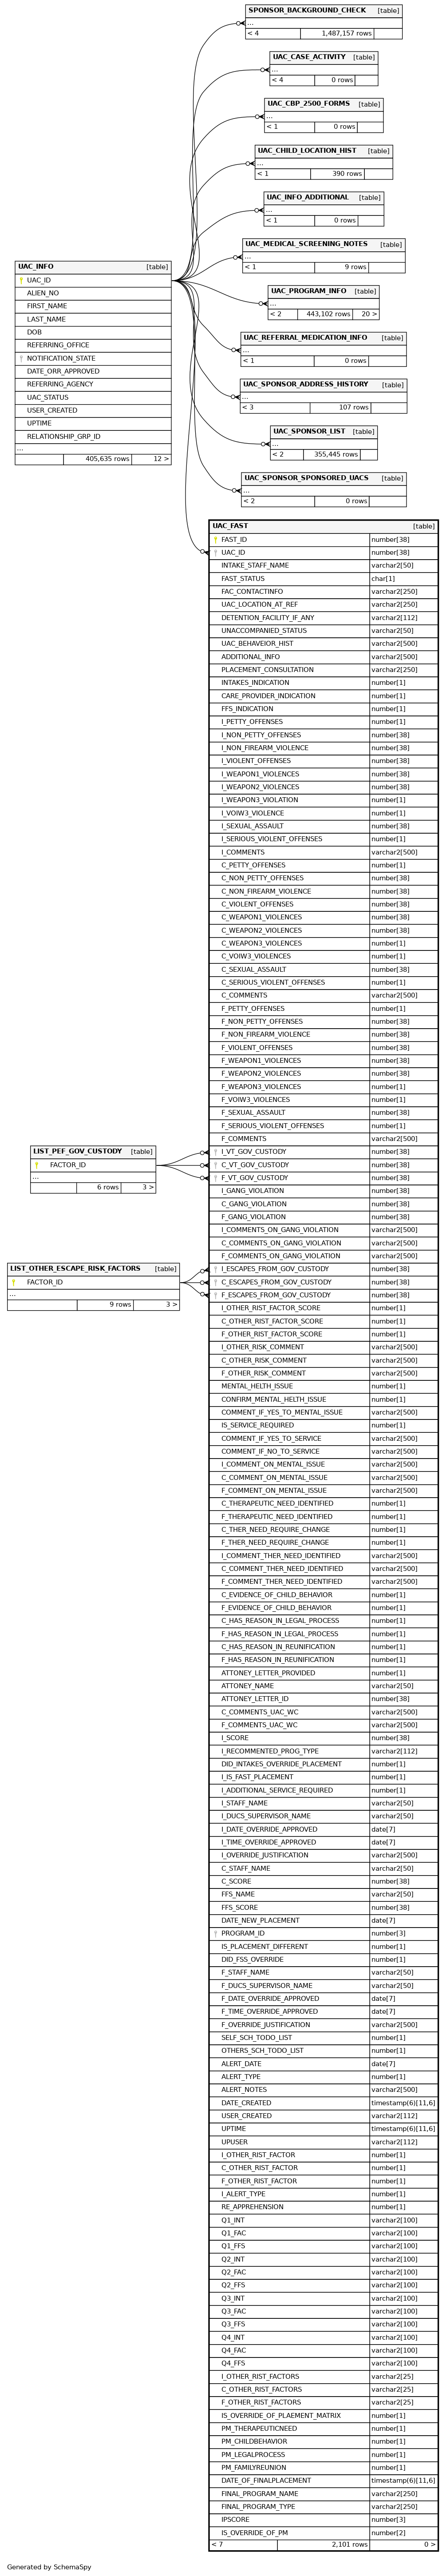 SPONSOR_BACKGROUND_CHECK [table]
...
< 4 1,487,157 rows
UAC_CASE_ACTIVITY [table]
...
< 4 0 rows
UAC_CBP_2500_FORMS [table]
...
< 1 0 rows
UAC_CHILD_LOCATION_HIST [table]
...
< 1 390 rows
UAC_INFO_ADDITIONAL [table]
...
< 1 0 rows
UAC_MEDICAL_SCREENING_NOTES [table]
...
< 1 9 rows
UAC_PROGRAM_INFO [table]
...
< 2 443,102 rows 20 >
UAC_REFERRAL_MEDICATION_INFO [table]
...
< 1 0 rows
UAC_SPONSOR_ADDRESS_HISTORY [table]
...
< 3 107 rows
UAC_SPONSOR_LIST [table]
...
< 2 355,445 rows
UAC_SPONSOR_SPONSORED_UACS [table]
...
< 2 0 rows
UAC_INFO [table]
UAC_ID
ALIEN_NO
FIRST_NAME
LAST_NAME
DOB
REFERRING_OFFICE
NOTIFICATION_STATE
DATE_ORR_APPROVED
REFERRING_AGENCY
UAC_STATUS
USER_CREATED
UPTIME
RELATIONSHIP_GRP_ID
...
405,635 rows 12 >
LIST_PEF_GOV_CUSTODY [table]
FACTOR_ID
...
6 rows 3 >
LIST_OTHER_ESCAPE_RISK_FACTORS [table]
FACTOR_ID
...
9 rows 3 >
UAC_FAST [table]
FAST_ID number[38]
UAC_ID number[38]
INTAKE_STAFF_NAME varchar2[50]
FAST_STATUS char[1]
FAC_CONTACTINFO varchar2[250]
UAC_LOCATION_AT_REF varchar2[250]
DETENTION_FACILITY_IF_ANY varchar2[112]
UNACCOMPANIED_STATUS varchar2[50]
UAC_BEHAVEIOR_HIST varchar2[500]
ADDITIONAL_INFO varchar2[500]
PLACEMENT_CONSULTATION varchar2[250]
INTAKES_INDICATION number[1]
CARE_PROVIDER_INDICATION number[1]
FFS_INDICATION number[1]
I_PETTY_OFFENSES number[1]
I_NON_PETTY_OFFENSES number[38]
I_NON_FIREARM_VIOLENCE number[38]
I_VIOLENT_OFFENSES number[38]
I_WEAPON1_VIOLENCES number[38]
I_WEAPON2_VIOLENCES number[38]
I_WEAPON3_VIOLATION number[1]
I_VOIW3_VIOLENCE number[1]
I_SEXUAL_ASSAULT number[38]
I_SERIOUS_VIOLENT_OFFENSES number[1]
I_COMMENTS varchar2[500]
C_PETTY_OFFENSES number[1]
C_NON_PETTY_OFFENSES number[38]
C_NON_FIREARM_VIOLENCE number[38]
C_VIOLENT_OFFENSES number[38]
C_WEAPON1_VIOLENCES number[38]
C_WEAPON2_VIOLENCES number[38]
C_WEAPON3_VIOLENCES number[1]
C_VOIW3_VIOLENCES number[1]
C_SEXUAL_ASSAULT number[38]
C_SERIOUS_VIOLENT_OFFENSES number[1]
C_COMMENTS varchar2[500]
F_PETTY_OFFENSES number[1]
F_NON_PETTY_OFFENSES number[38]
F_NON_FIREARM_VIOLENCE number[38]
F_VIOLENT_OFFENSES number[38]
F_WEAPON1_VIOLENCES number[38]
F_WEAPON2_VIOLENCES number[38]
F_WEAPON3_VIOLENCES number[1]
F_VOIW3_VIOLENCES number[1]
F_SEXUAL_ASSAULT number[38]
F_SERIOUS_VIOLENT_OFFENSES number[1]
F_COMMENTS varchar2[500]
I_VT_GOV_CUSTODY number[38]
C_VT_GOV_CUSTODY number[38]
F_VT_GOV_CUSTODY number[38]
I_GANG_VIOLATION number[38]
C_GANG_VIOLATION number[38]
F_GANG_VIOLATION number[38]
I_COMMENTS_ON_GANG_VIOLATION varchar2[500]
C_COMMENTS_ON_GANG_VIOLATION varchar2[500]
F_COMMENTS_ON_GANG_VIOLATION varchar2[500]
I_ESCAPES_FROM_GOV_CUSTODY number[38]
C_ESCAPES_FROM_GOV_CUSTODY number[38]
F_ESCAPES_FROM_GOV_CUSTODY number[38]
I_OTHER_RIST_FACTOR_SCORE number[1]
C_OTHER_RIST_FACTOR_SCORE number[1]
F_OTHER_RIST_FACTOR_SCORE number[1]
I_OTHER_RISK_COMMENT varchar2[500]
C_OTHER_RISK_COMMENT varchar2[500]
F_OTHER_RISK_COMMENT varchar2[500]
MENTAL_HELTH_ISSUE number[1]
CONFIRM_MENTAL_HELTH_ISSUE number[1]
COMMENT_IF_YES_TO_MENTAL_ISSUE varchar2[500]
IS_SERVICE_REQUIRED number[1]
COMMENT_IF_YES_TO_SERVICE varchar2[500]
COMMENT_IF_NO_TO_SERVICE varchar2[500]
I_COMMENT_ON_MENTAL_ISSUE varchar2[500]
C_COMMENT_ON_MENTAL_ISSUE varchar2[500]
F_COMMENT_ON_MENTAL_ISSUE varchar2[500]
C_THERAPEUTIC_NEED_IDENTIFIED number[1]
F_THERAPEUTIC_NEED_IDENTIFIED number[1]
C_THER_NEED_REQUIRE_CHANGE number[1]
F_THER_NEED_REQUIRE_CHANGE number[1]
I_COMMENT_THER_NEED_IDENTIFIED varchar2[500]
C_COMMENT_THER_NEED_IDENTIFIED varchar2[500]
F_COMMENT_THER_NEED_IDENTIFIED varchar2[500]
C_EVIDENCE_OF_CHILD_BEHAVIOR number[1]
F_EVIDENCE_OF_CHILD_BEHAVIOR number[1]
C_HAS_REASON_IN_LEGAL_PROCESS number[1]
F_HAS_REASON_IN_LEGAL_PROCESS number[1]
C_HAS_REASON_IN_REUNIFICATION number[1]
F_HAS_REASON_IN_REUNIFICATION number[1]
ATTONEY_LETTER_PROVIDED number[1]
ATTONEY_NAME varchar2[50]
ATTONEY_LETTER_ID number[38]
C_COMMENTS_UAC_WC varchar2[500]
F_COMMENTS_UAC_WC varchar2[500]
I_SCORE number[38]
I_RECOMMENTED_PROG_TYPE varchar2[112]
DID_INTAKES_OVERRIDE_PLACEMENT number[1]
I_IS_FAST_PLACEMENT number[1]
I_ADDITIONAL_SERVICE_REQUIRED number[1]
I_STAFF_NAME varchar2[50]
I_DUCS_SUPERVISOR_NAME varchar2[50]
I_DATE_OVERRIDE_APPROVED date[7]
I_TIME_OVERRIDE_APPROVED date[7]
I_OVERRIDE_JUSTIFICATION varchar2[500]
C_STAFF_NAME varchar2[50]
C_SCORE number[38]
FFS_NAME varchar2[50]
FFS_SCORE number[38]
DATE_NEW_PLACEMENT date[7]
PROGRAM_ID number[3]
IS_PLACEMENT_DIFFERENT number[1]
DID_FSS_OVERRIDE number[1]
F_STAFF_NAME varchar2[50]
F_DUCS_SUPERVISOR_NAME varchar2[50]
F_DATE_OVERRIDE_APPROVED date[7]
F_TIME_OVERRIDE_APPROVED date[7]
F_OVERRIDE_JUSTIFICATION varchar2[500]
SELF_SCH_TODO_LIST number[1]
OTHERS_SCH_TODO_LIST number[1]
ALERT_DATE date[7]
ALERT_TYPE number[1]
ALERT_NOTES varchar2[500]
DATE_CREATED timestamp(6)[11,6]
USER_CREATED varchar2[112]
UPTIME timestamp(6)[11,6]
UPUSER varchar2[112]
I_OTHER_RIST_FACTOR number[1]
C_OTHER_RIST_FACTOR number[1]
F_OTHER_RIST_FACTOR number[1]
I_ALERT_TYPE number[1]
RE_APPREHENSION number[1]
Q1_INT varchar2[100]
Q1_FAC varchar2[100]
Q1_FFS varchar2[100]
Q2_INT varchar2[100]
Q2_FAC varchar2[100]
Q2_FFS varchar2[100]
Q3_INT varchar2[100]
Q3_FAC varchar2[100]
Q3_FFS varchar2[100]
Q4_INT varchar2[100]
Q4_FAC varchar2[100]
Q4_FFS varchar2[100]
I_OTHER_RIST_FACTORS varchar2[25]
C_OTHER_RIST_FACTORS varchar2[25]
F_OTHER_RIST_FACTORS varchar2[25]
IS_OVERRIDE_OF_PLAEMENT_MATRIX number[1]
PM_THERAPEUTICNEED number[1]
PM_CHILDBEHAVIOR number[1]
PM_LEGALPROCESS number[1]
PM_FAMILYREUNION number[1]
DATE_OF_FINALPLACEMENT timestamp(6)[11,6]
FINAL_PROGRAM_NAME varchar2[250]
FINAL_PROGRAM_TYPE varchar2[250]
IPSCORE number[3]
IS_OVERRIDE_OF_PM number[2]
< 7 2,101 rows 0 >
Generated by SchemaSpy